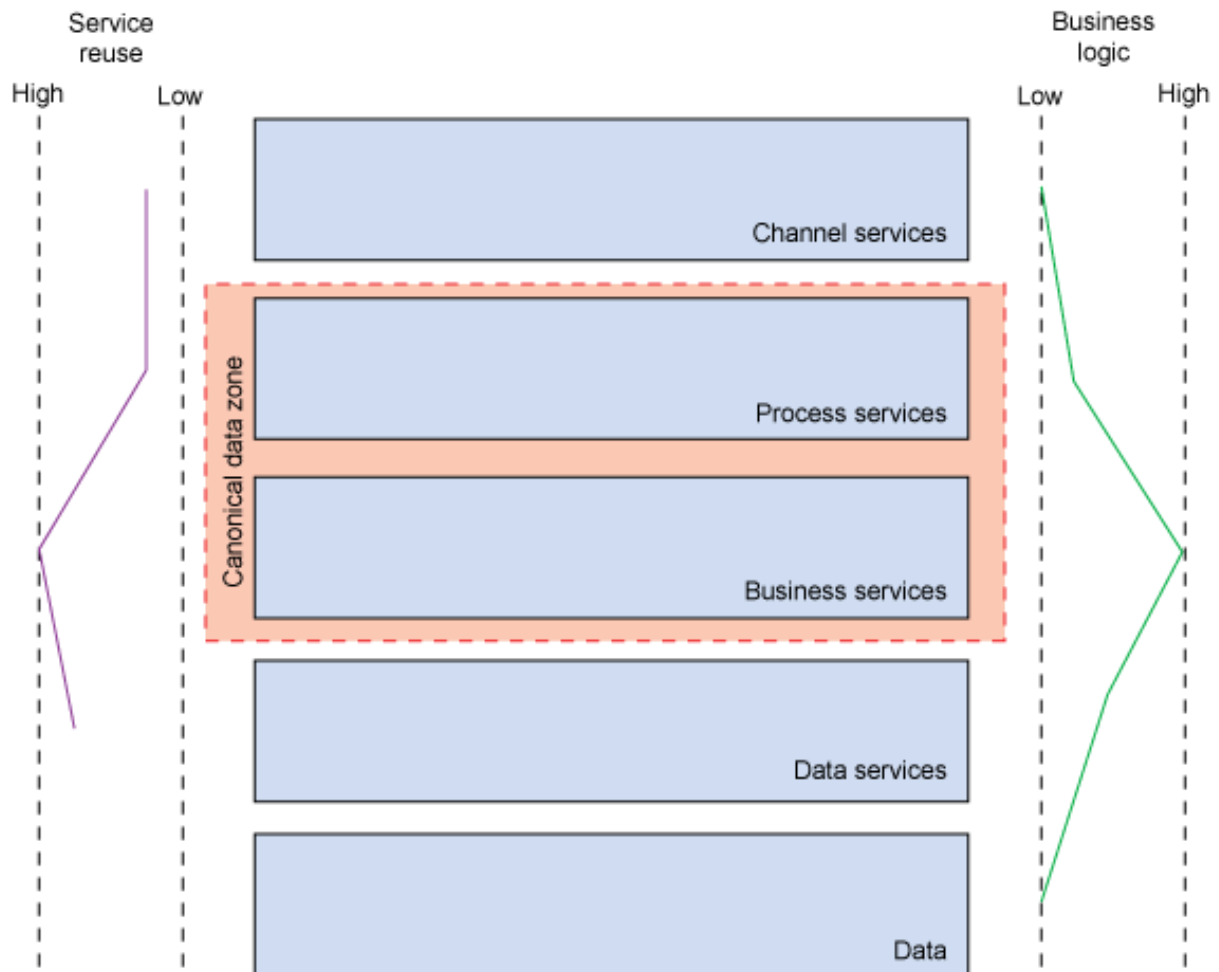 Service
reuse
High
Low
Business
logic
Low
High
Channel services
Canonical data zone
Process services
Business services
Data services
Data